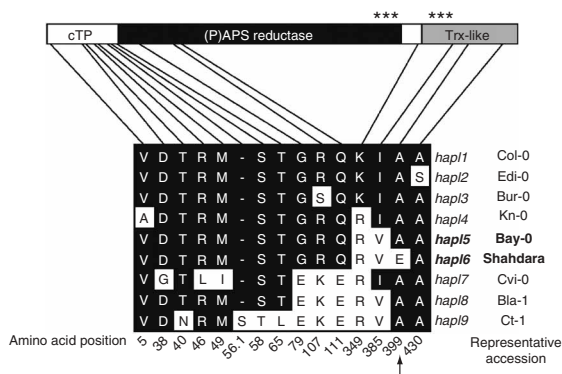 *** ***
cTP (P)APS reductase Trx-like
V D T R M - S T G R Q K I A A hapl1 Col-0
V D T R M - S T G R Q K I A S hapl2 Edi-0
V D T R M - S T G S Q K I A A hapl3 Bur-0
A D T R M - S T G R Q R I A A hapl4 Kn-0
V D T R M - S T G R Q R V A A hapl5 Bay-0
V D T R M - S T G R Q R V E A hapl6 Shahdara
V G T L I - S T E K E R I A A hapl7 Cvi-0
V D T R M - S T E K E R V A A hapl8 Bla-1
V D N R M S T L E K E R V A A hapl9 Ct-1
Amino acid position 5 38 40 46 49 56.1 58 65 79 107 111 349 385 399 430 Representative
accession